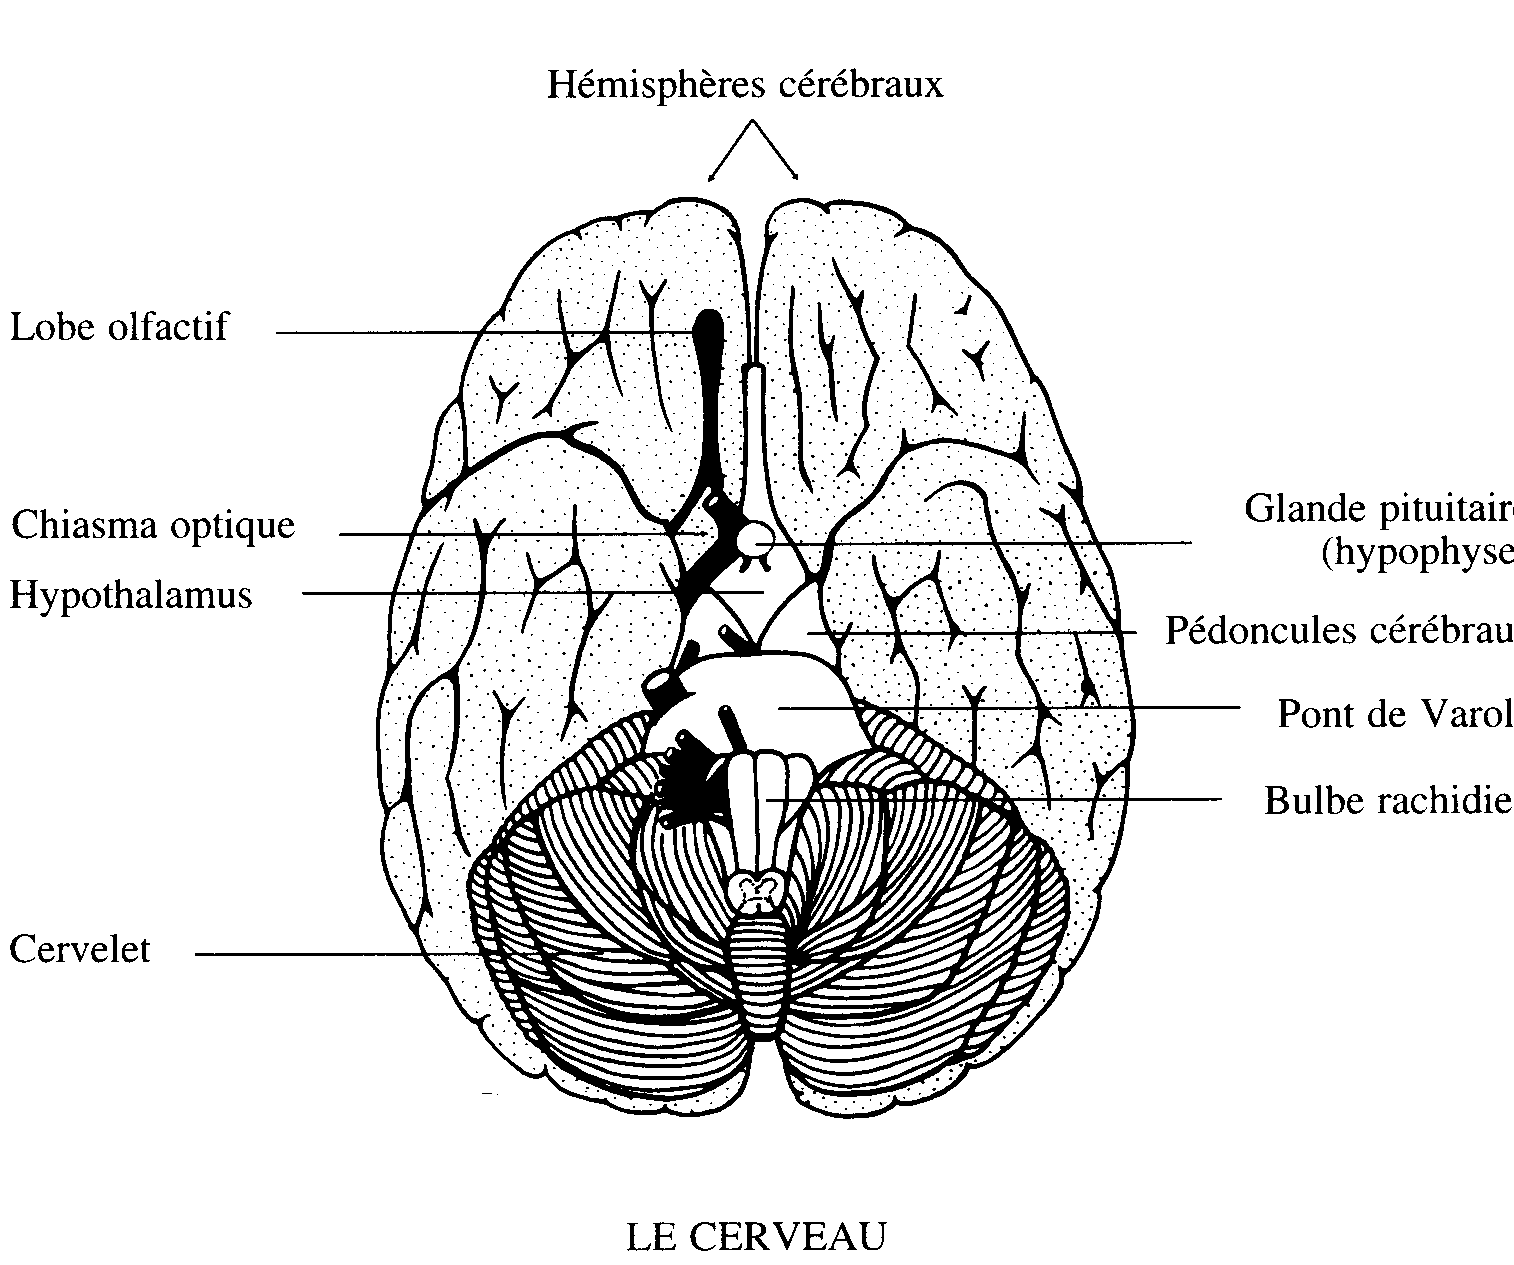 Hémisphères cérébraux
Lobe olfactif
Chiasma optique
Glande pituitair
(hypophyse
Hypothalamus
Pédoncules cérébrau
Pont de Varol
Bulbe rachidie
Cervelet
LE CERVEAU